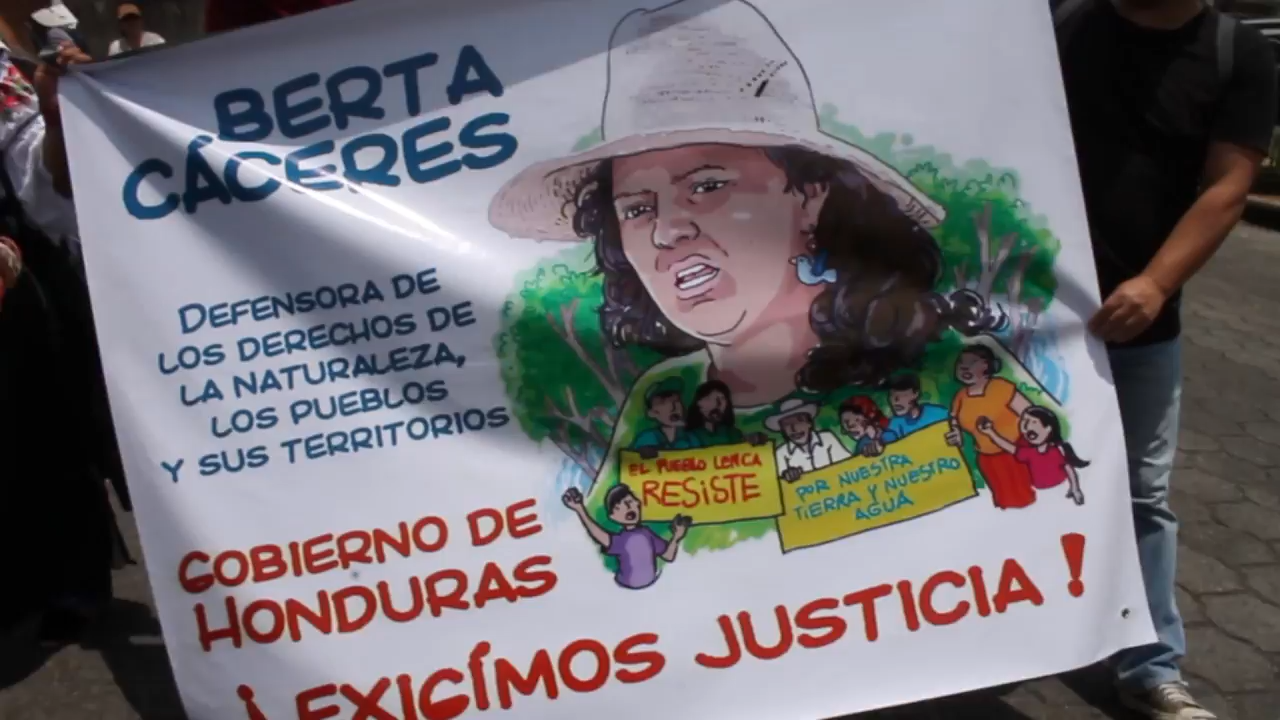 BERTA
CÁCERES
DEFENSORA DE
LOS DERECHOS DE
LA NATURALEZA,
LOS PUEBLOS
Y SUS TERRITORIOS
GOBIERNO DE
HONDURAS
¡EXIGÍMOS JUSTICIA!
EL PUEBLO LENCA
RESISTE
POR NUESTRA
TIERRA Y NUESTRO
AGUA